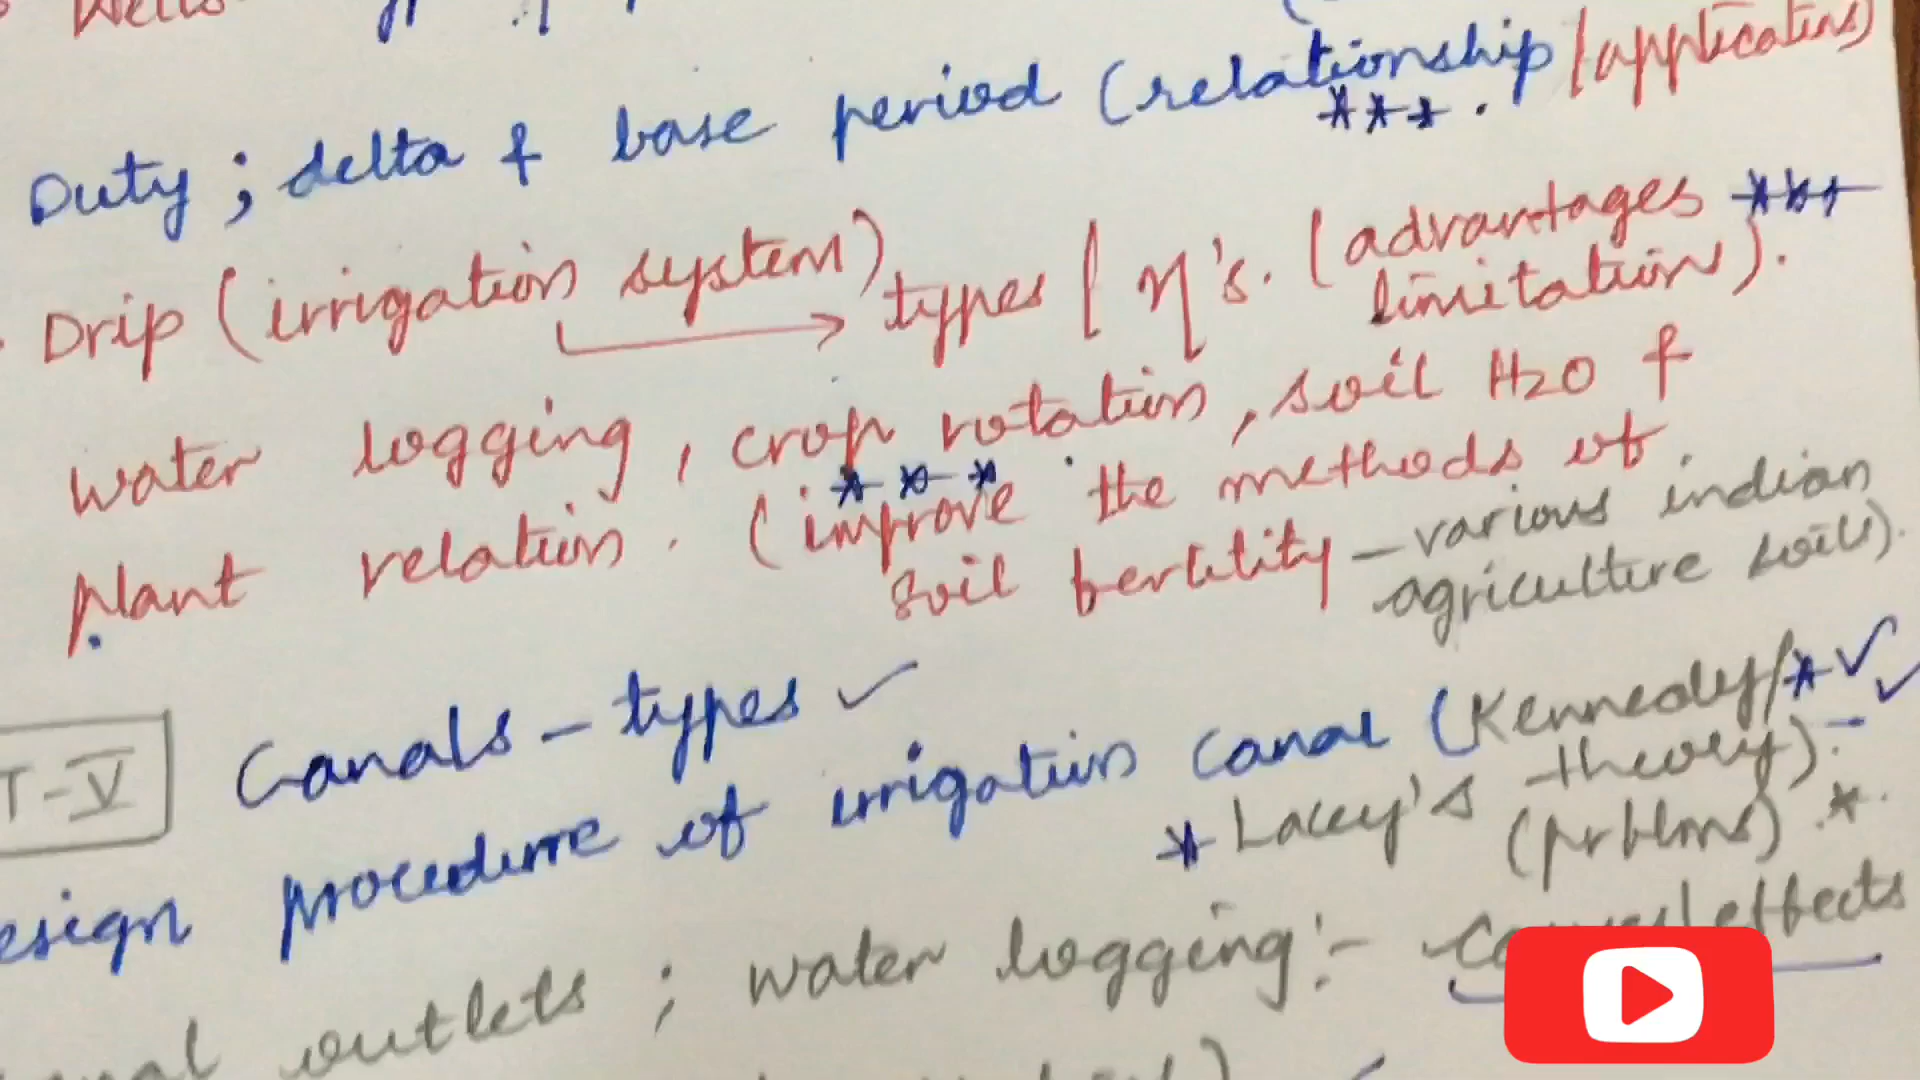 Wells
Duty; delta & base period (relationship/applications)
*** .
Drip (irrigation system) → types | η's. (advantages ***
limitation).
Water logging, crop rotation, soil H2O &
***
plant relation. (improve the methods of
soil fertility – various indian
agriculture soils).
T-V
Canals – types ✓
design procedure of irrigation canal (Kennedy/*✓✓
* Lacey's theory). –
(prblms) .*.
outlets; water logging :– effects